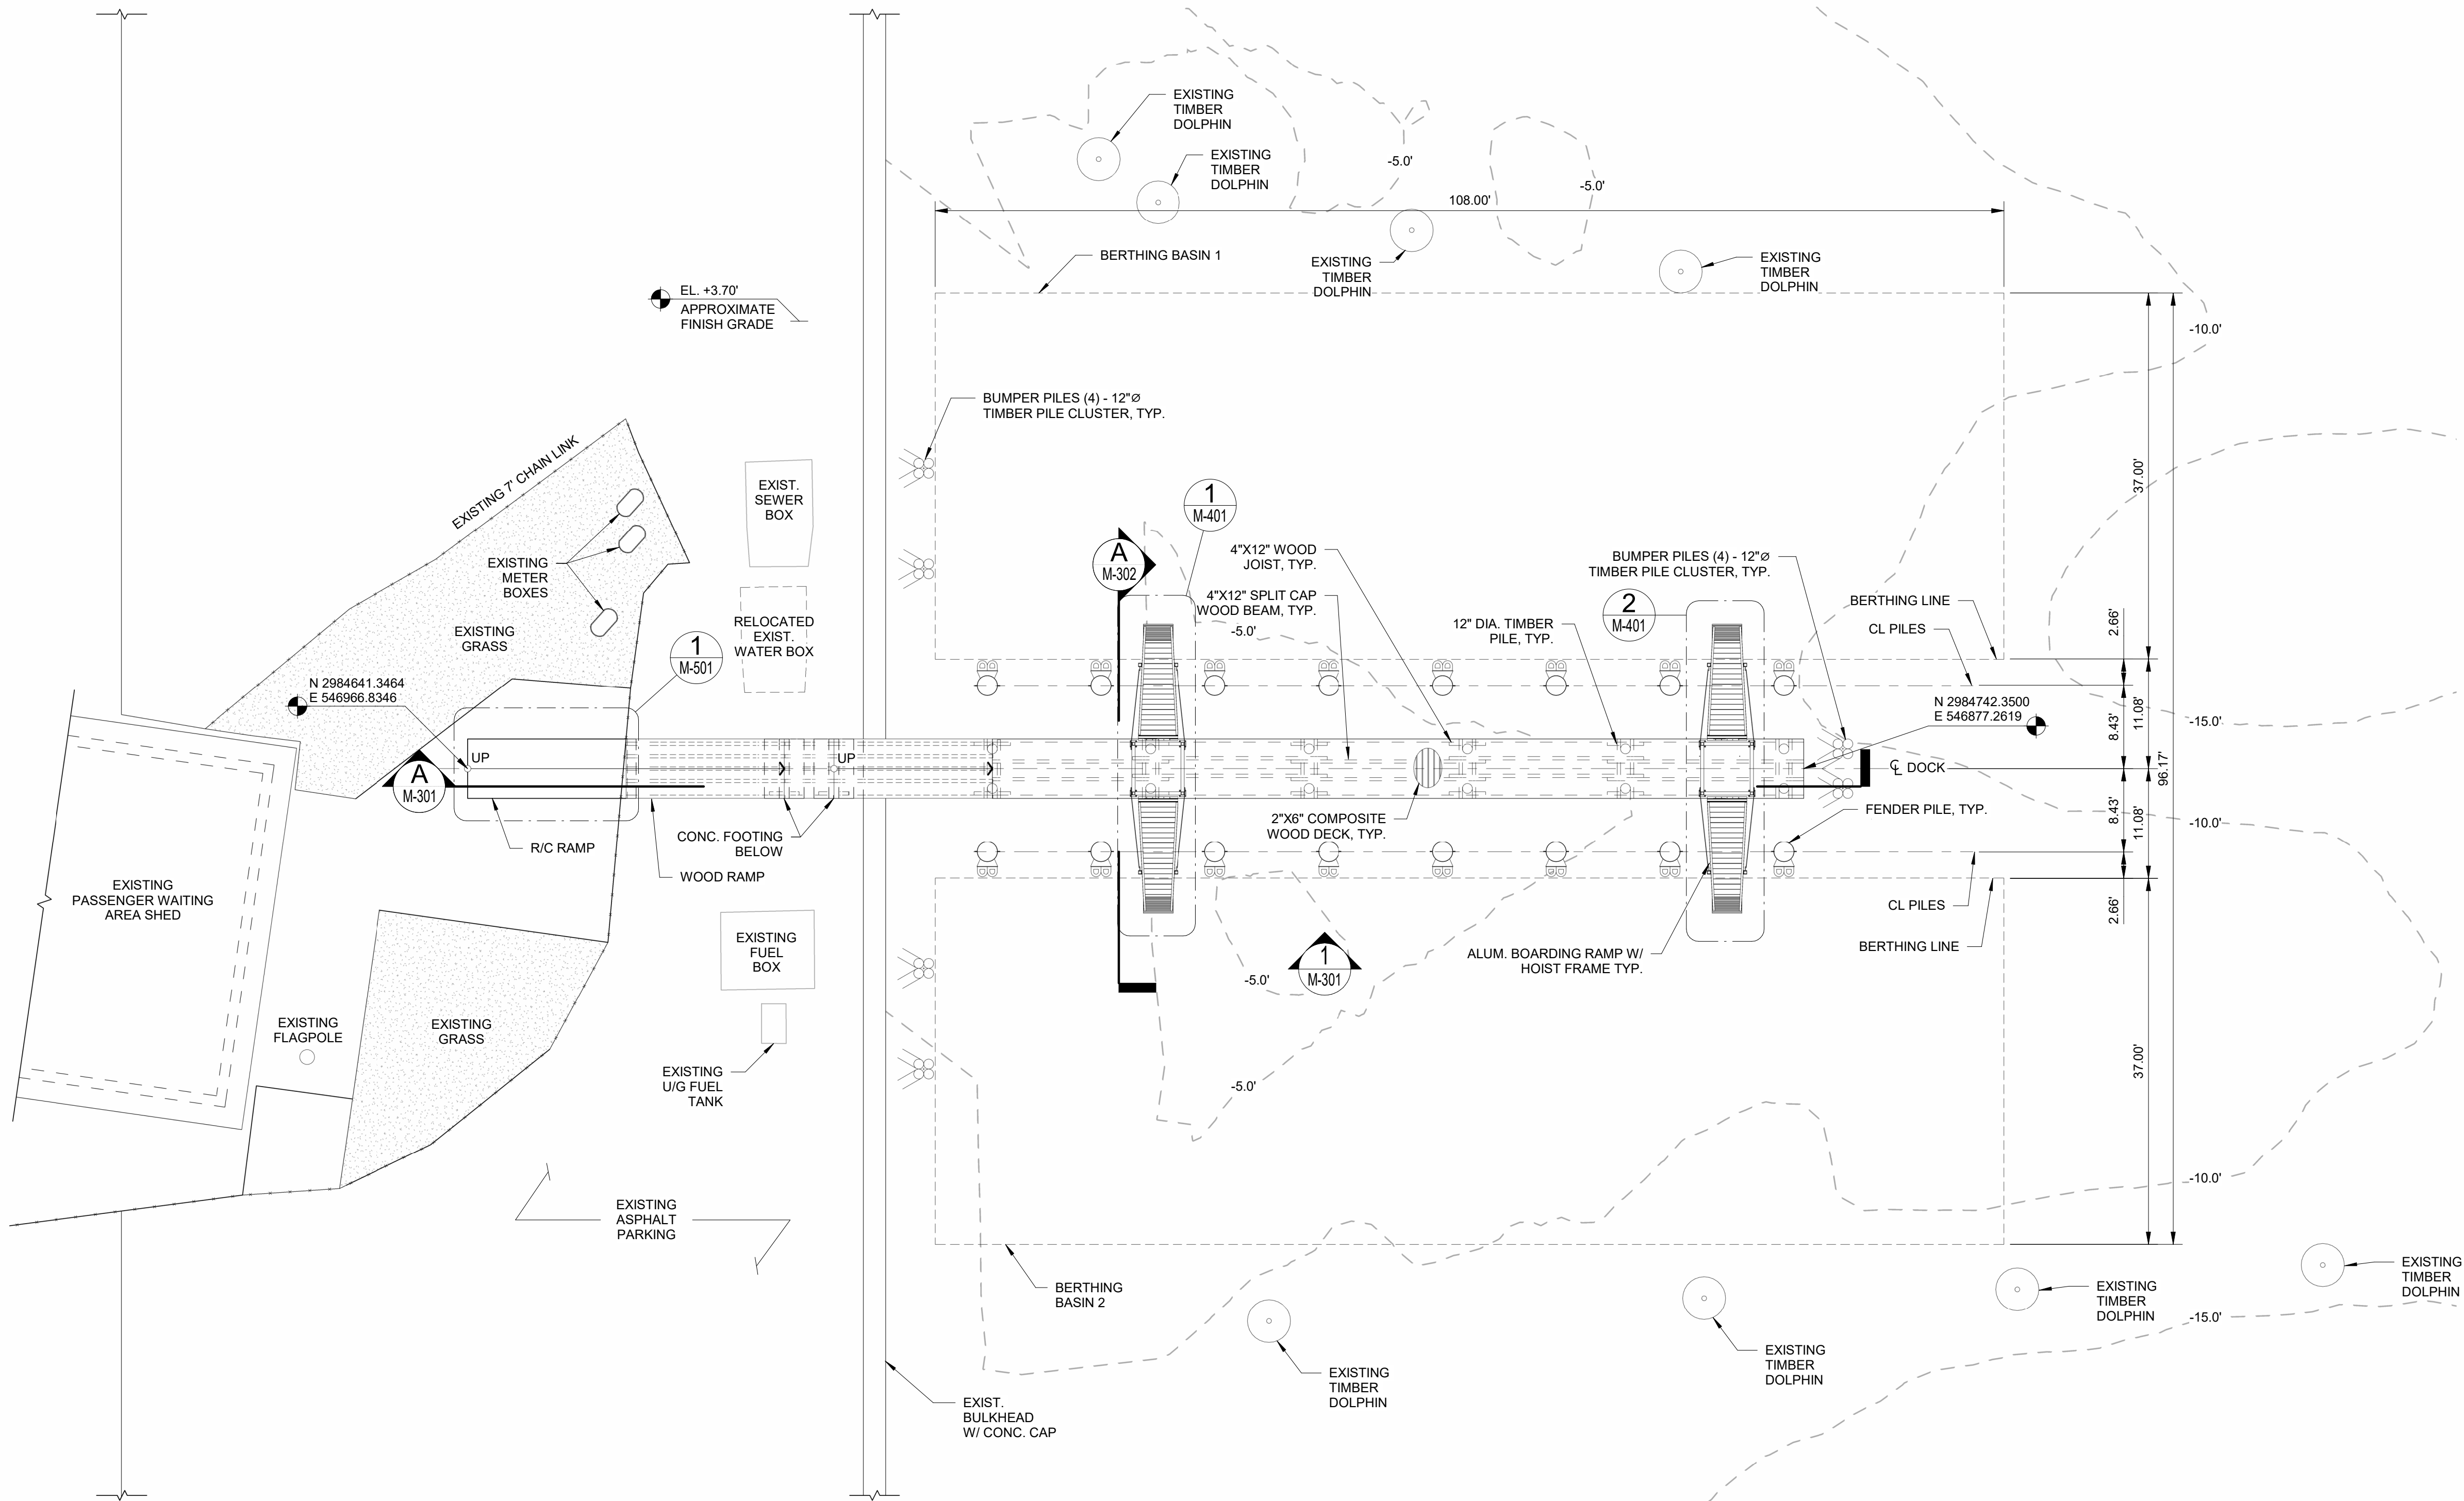 EXISTING
TIMBER
DOLPHIN
EXISTING
TIMBER
DOLPHIN
-5.0'
-5.0'
108.00'
BERTHING BASIN 1
EXISTING
TIMBER
DOLPHIN
EXISTING
TIMBER
DOLPHIN
EL. +3.70'
APPROXIMATE
FINISH GRADE
-10.0'
BUMPER PILES (4) - 12"Ø
TIMBER PILE CLUSTER, TYP.
EXISTING 7' CHAIN LINK
37.00'
EXIST.
SEWER
BOX
1
M-401
A
M-302
4"X12" WOOD
JOIST, TYP.
BUMPER PILES (4) - 12"Ø
TIMBER PILE CLUSTER, TYP.
EXISTING
METER
BOXES
4"X12" SPLIT CAP
WOOD BEAM, TYP.
2
M-401
BERTHING LINE
2.66'
EXISTING
GRASS
RELOCATED
EXIST.
WATER BOX
-5.0'
12" DIA. TIMBER
PILE, TYP.
CL PILES
1
M-501
N 2984641.3464
E 546966.8346
N 2984742.3500
E 546877.2619
8.43'
11.08'
-15.0'
UP
UP
A
M-301
CL DOCK
96.17'
2"X6" COMPOSITE
WOOD DECK, TYP.
FENDER PILE, TYP.
8.43'
11.08'
-10.0'
R/C RAMP
CONC. FOOTING
BELOW
WOOD RAMP
EXISTING
PASSENGER WAITING
AREA SHED
CL PILES
2.66'
EXISTING
FUEL
BOX
BERTHING LINE
ALUM. BOARDING RAMP W/
HOIST FRAME TYP.
1
M-301
-5.0'
EXISTING
FLAGPOLE
EXISTING
GRASS
37.00'
EXISTING
U/G FUEL
TANK
-5.0'
-10.0'
EXISTING
ASPHALT
PARKING
BERTHING
BASIN 2
EXISTING
TIMBER
DOLPHIN
EXISTING
TIMBER
DOLPHIN
-15.0'
EXISTING
TIMBER
DOLPHIN
EXISTING
TIMBER
DOLPHIN
EXIST.
BULKHEAD
W/ CONC. CAP